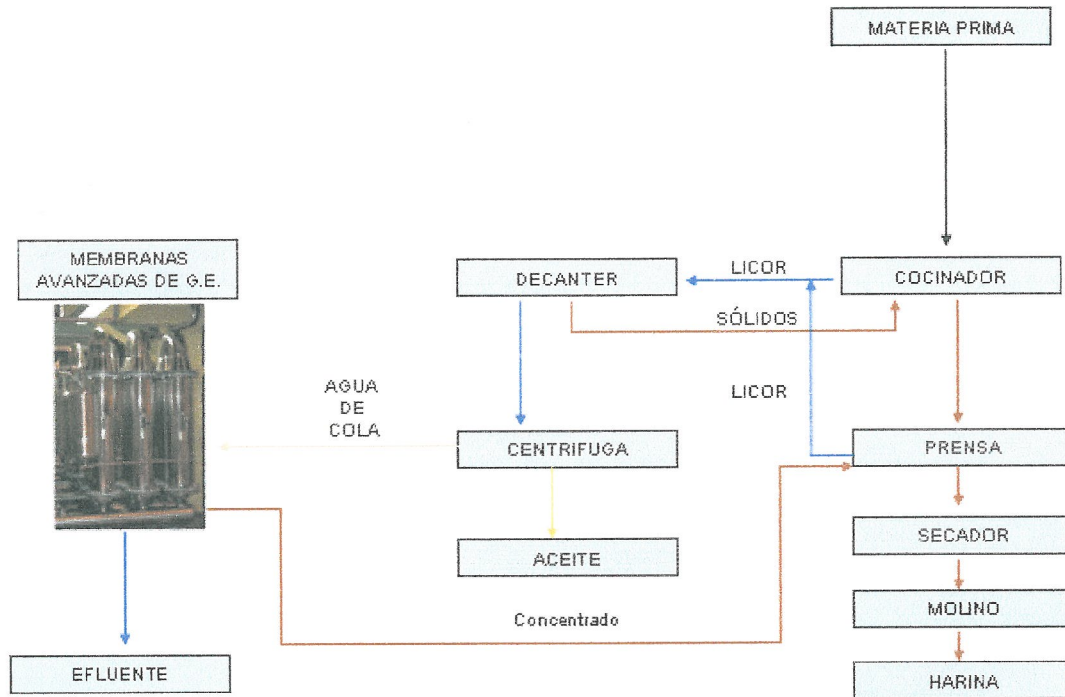 MATERIA PRIMA
MEMBRANAS
AVANZADAS DE G.E.
DECANTER
LICOR
COCINADOR
SÓLIDOS
AGUA
DE
COLA
LICOR
CENTRIFUGA
PRENSA
SECADOR
ACEITE
MOLINO
Concentrado
EFLUENTE
HARINA